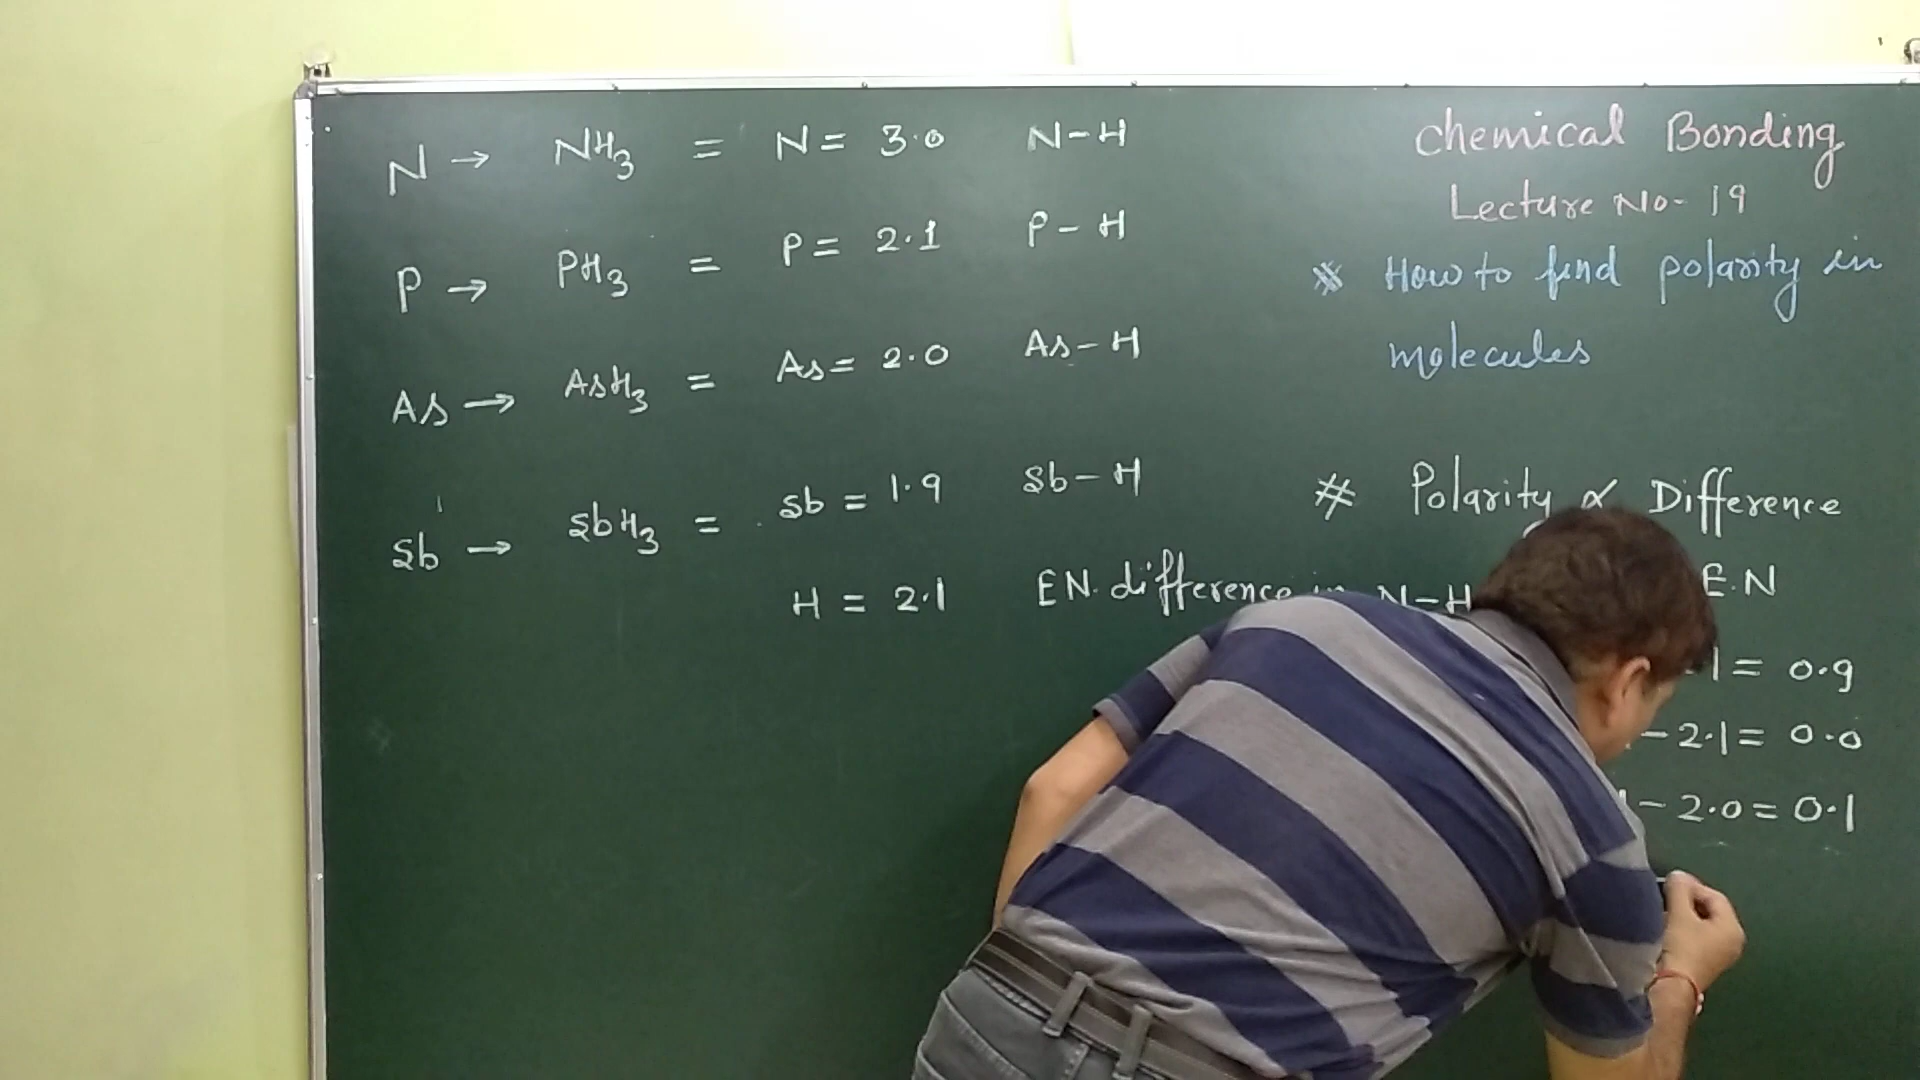 N → NH3 = N = 3.0 N-H
P → PH3 = P = 2.1 P-H
As → AsH3 = As = 2.0 As-H
Sb → SbH3 = Sb = 1.9 Sb-H
H = 2.1
Chemical Bonding
Lecture No-19
* How to find polarity in
molecules
# Polarity ∝ Difference
E.N
EN. difference in N-H
1 = 0.9
- 2.1 = 0.0
- 2.0 = 0.1